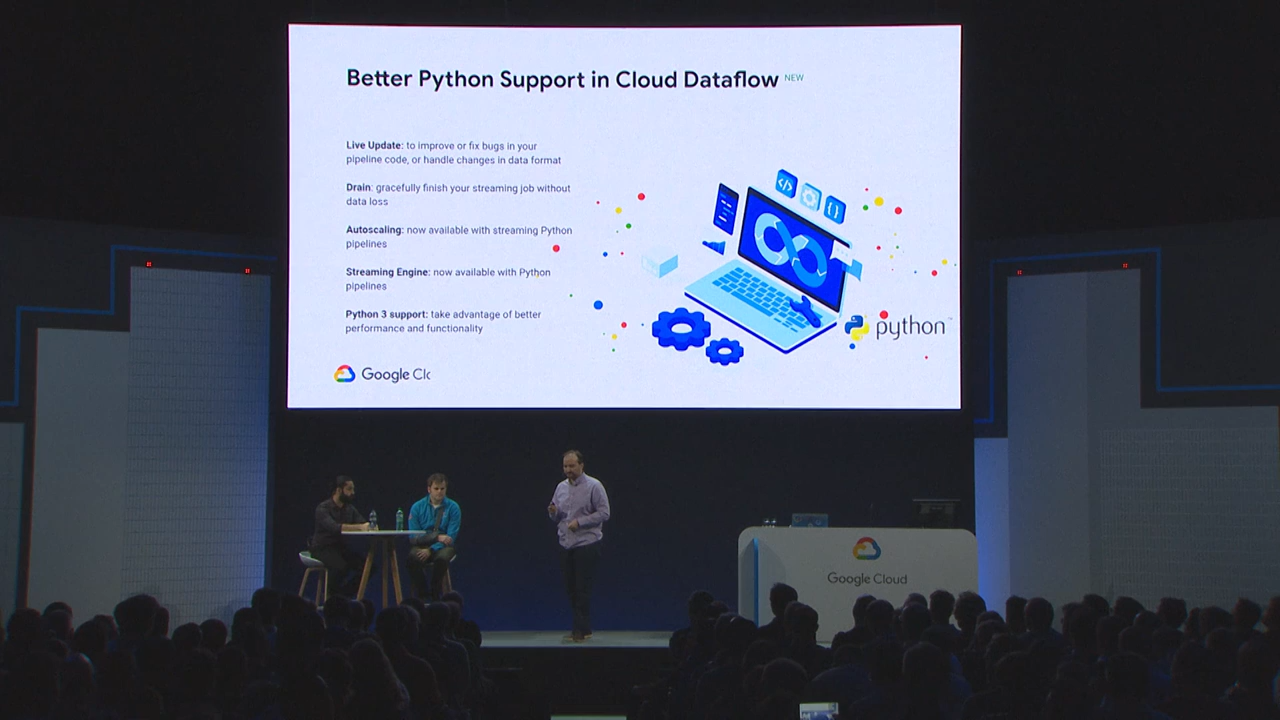 Better Python Support in Cloud Dataflow NEW
Live Update: to improve or fix bugs in your
pipeline code, or handle changes in data format
Drain: gracefully finish your streaming job without
data loss
Autoscaling: now available with streaming Python
pipelines
Streaming Engine: now available with Python
pipelines
Python 3 support: take advantage of better
performance and functionality
</>
{}
python
Google Clo
Google Cloud